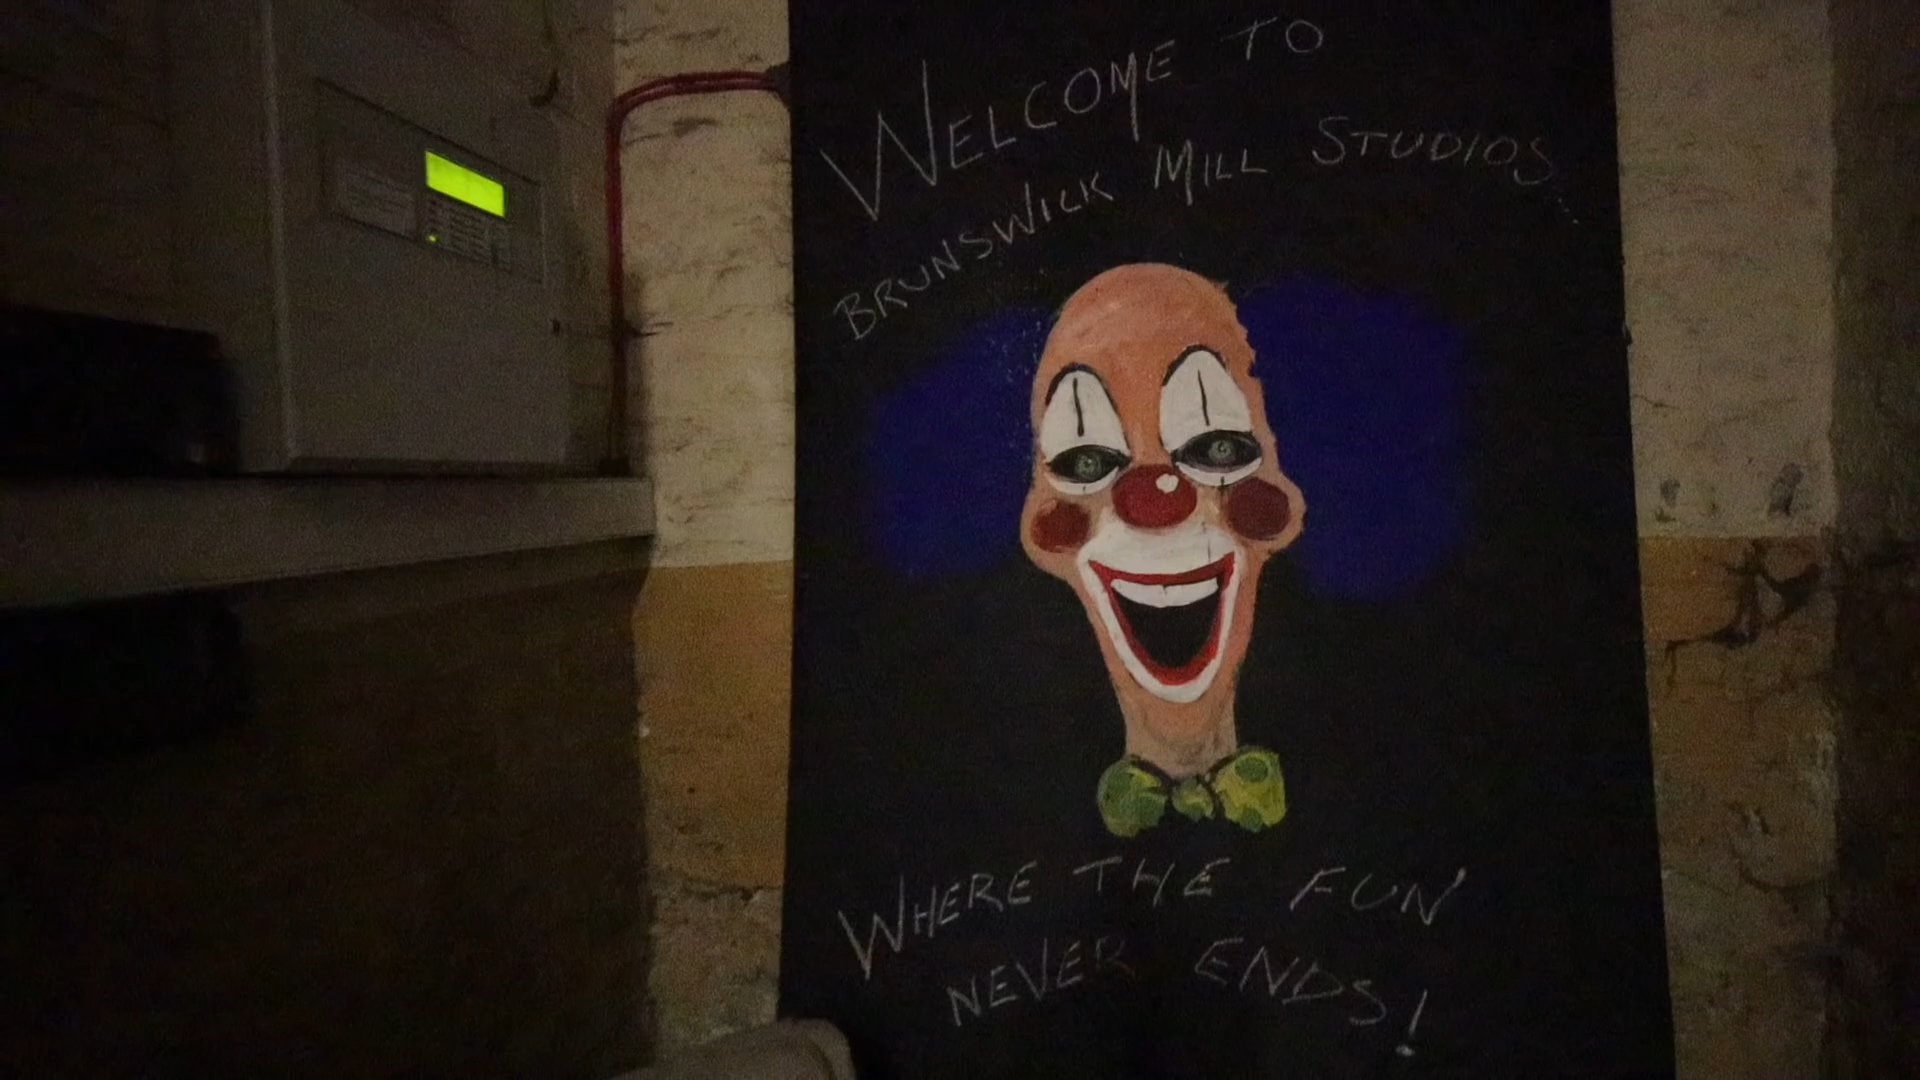 WELCOME TO
BRUNSWICK MILL STUDIOS....
WHERE THE FUN
NEVER ENDS!